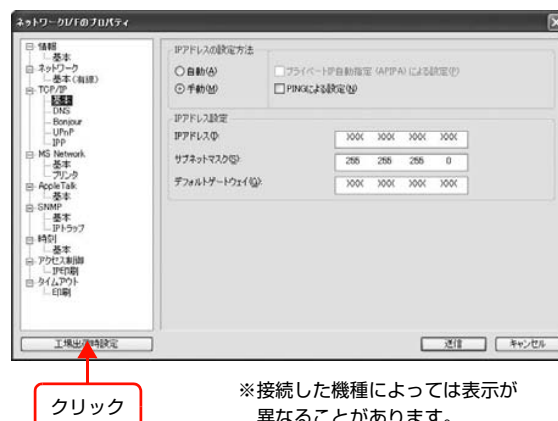 ネットワークI/Fのプロパティ
情報
基本
ネットワーク
基本(有線)
TCP/IP
基本
DNS
Bonjour
UPnP
IPP
MS Network
基本
プリンタ
AppleTalk
基本
SNMP
基本
IPトラップ
時刻
基本
アクセス制御
IPE印刷
タイムアウト
印刷
IPアドレスの設定方法
自動(A)
プライベートIP自動指定 (APIPA) による設定(P)
手動(M)
PINGによる設定(N)
IPアドレス設定
IPアドレス(I):
XXX XXX XXX XXX
サブネットマスク(S):
255 255 255 0
デフォルトゲートウェイ(G):
XXX XXX XXX XXX
工場出荷時設定
送信
キャンセル
クリック
※接続した機種によっては表示が
異なることがあります。